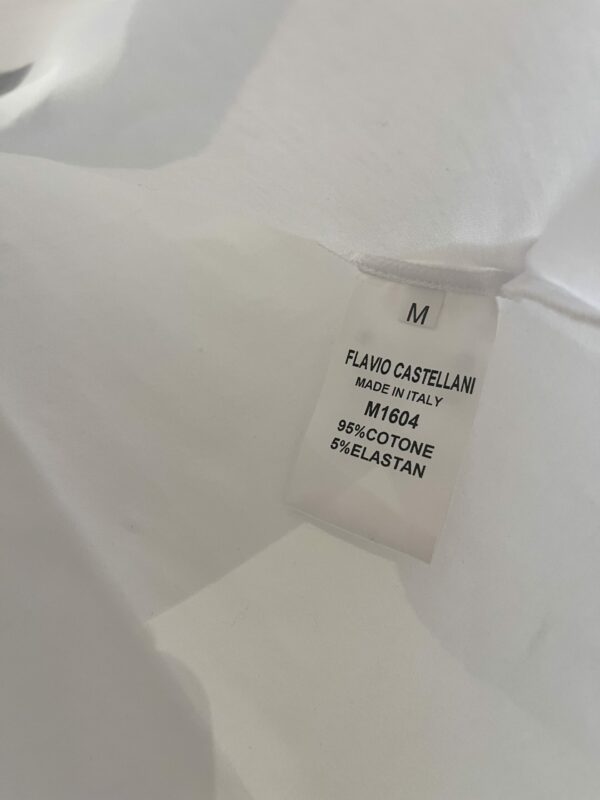 M
FLAVIO CASTELLANI
MADE IN ITALY
M1604
95%COTONE
5%ELASTAN